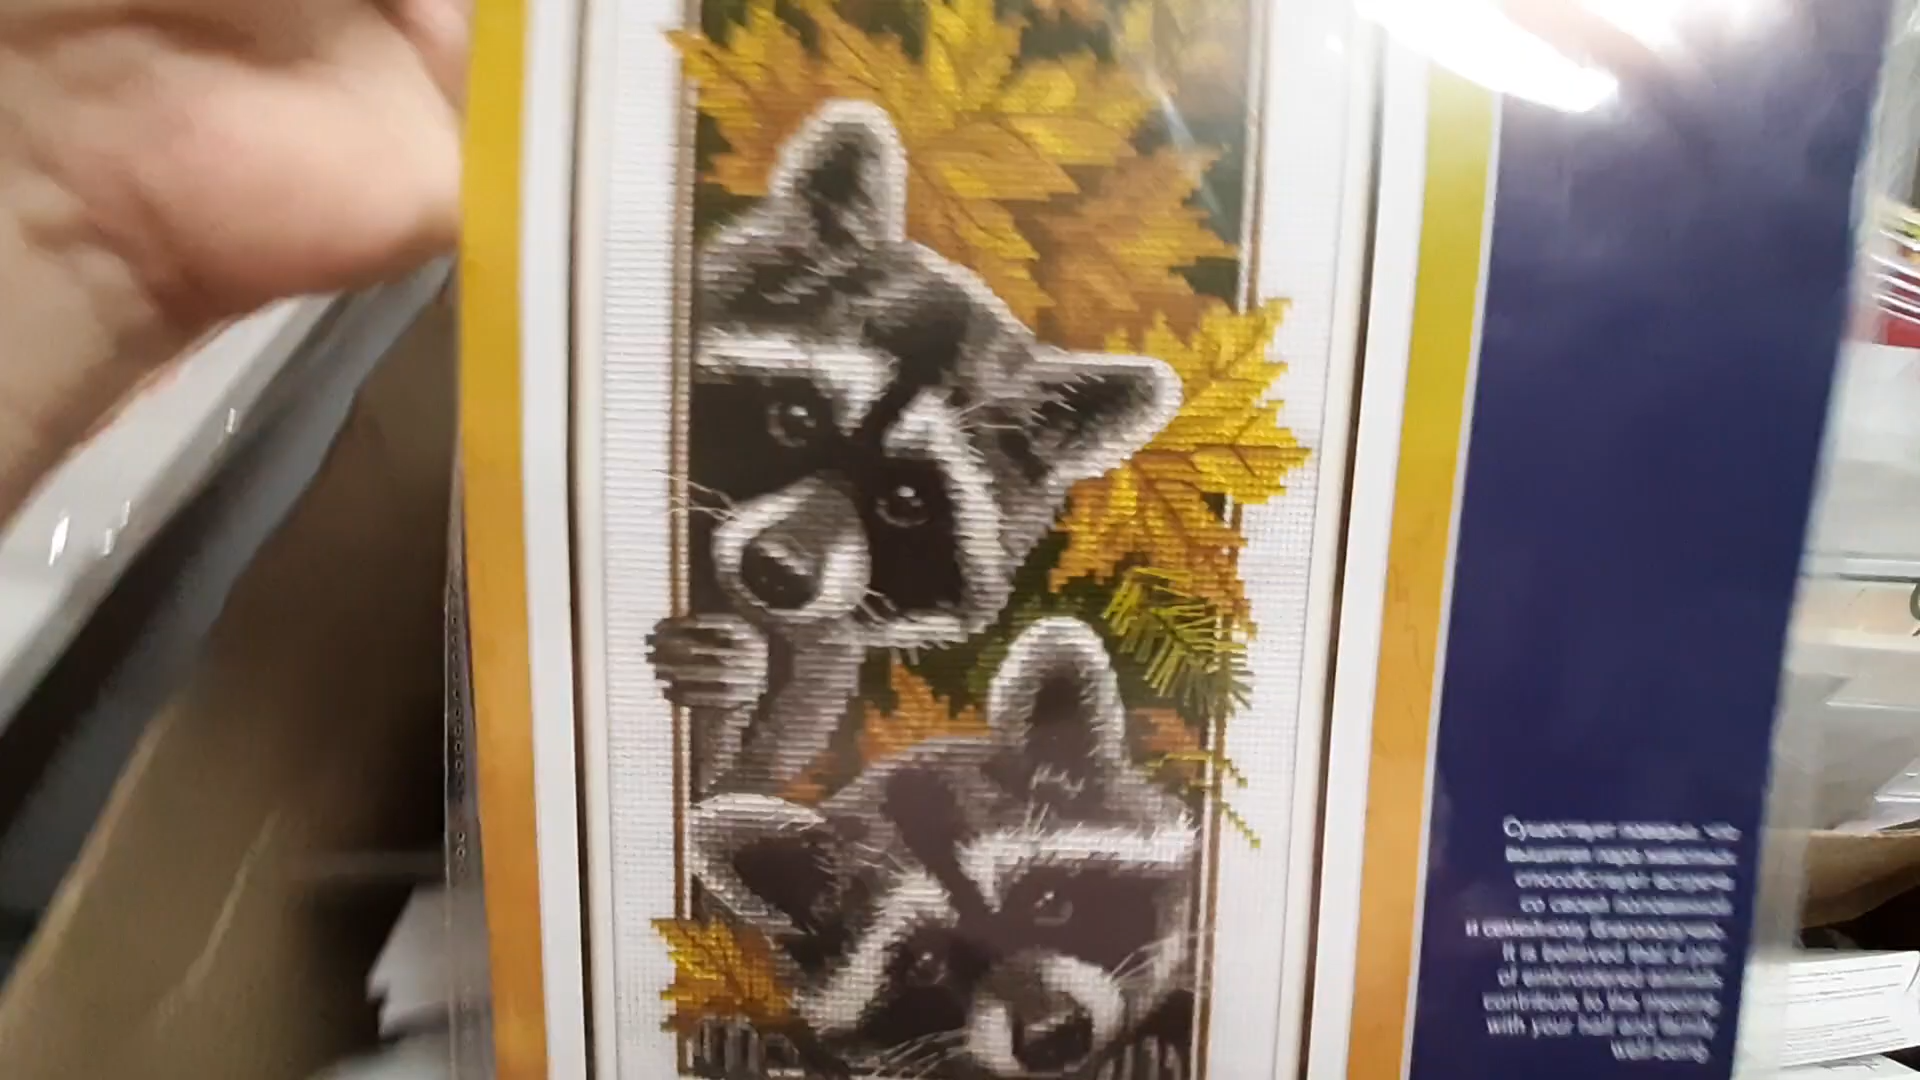 Существует поверье, что
вышитая пара животных
способствует встрече
со своей половинкой
и семейному благополучию.
It is believed that a pair
of embroidered animals
contribute to the meeting
with your half and family
well-being.